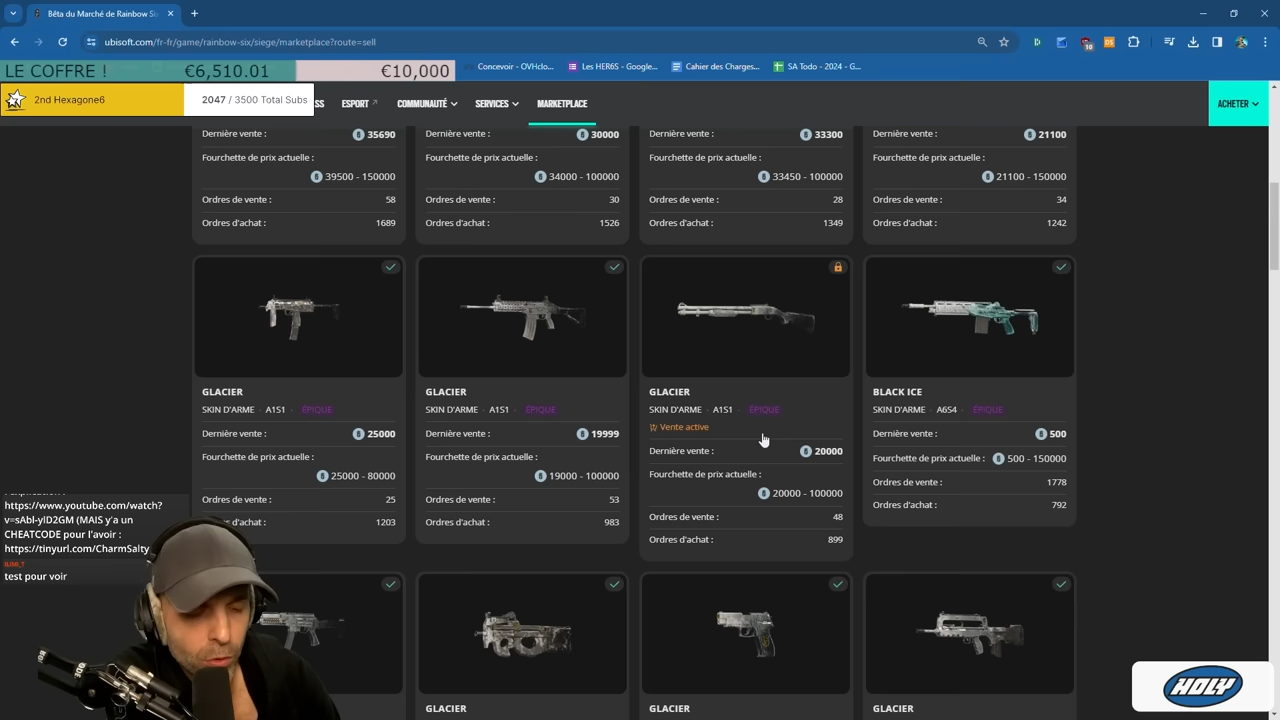 Bêta du Marché de Rainbow Si
ubisoft.com/fr-fr/game/rainbow-six/siege/marketplace?route=sell
10
LE COFFRE ! €6,510.01 €10,000
Concevoir - OVHclo... Les HER6S - Google... Cahier des Charges... SA Todo - 2024 - G...
2nd Hexagone6 2047 / 3500 Total Subs
SS ESPORT COMMUNAUTÉ SERVICES MARKETPLACE ACHETER
Dernière vente : 35690
Fourchette de prix actuelle :
39500 - 150000
Ordres de vente : 58
Ordres d'achat : 1689
Dernière vente : 30000
Fourchette de prix actuelle :
34000 - 100000
Ordres de vente : 30
Ordres d'achat : 1526
Dernière vente : 33300
Fourchette de prix actuelle :
33450 - 100000
Ordres de vente : 28
Ordres d'achat : 1349
Dernière vente : 21100
Fourchette de prix actuelle :
21100 - 150000
Ordres de vente : 34
Ordres d'achat : 1242
GLACIER
SKIN D'ARME · A1S1 · ÉPIQUE
Dernière vente : 25000
Fourchette de prix actuelle :
25000 - 80000
Ordres de vente : 25
1203
GLACIER
SKIN D'ARME · A1S1 · ÉPIQUE
Dernière vente : 19999
Fourchette de prix actuelle :
19000 - 100000
Ordres de vente : 53
Ordres d'achat : 983
GLACIER
SKIN D'ARME · A1S1 · ÉPIQUE
Vente active
Dernière vente : 20000
Fourchette de prix actuelle :
20000 - 100000
Ordres de vente : 48
Ordres d'achat : 899
BLACK ICE
SKIN D'ARME · A6S4 · ÉPIQUE
Dernière vente : 500
Fourchette de prix actuelle : 500 - 150000
Ordres de vente : 1778
Ordres d'achat : 792
https://www.youtube.com/watch?
v=sAbl-ylD2GM (MAIS y'a un
CHEATCODE pour l'avoir :
https://tinyurl.com/CharmSalty
test pour voir
GLACIER
GLACIER
GLACIER
HOLY